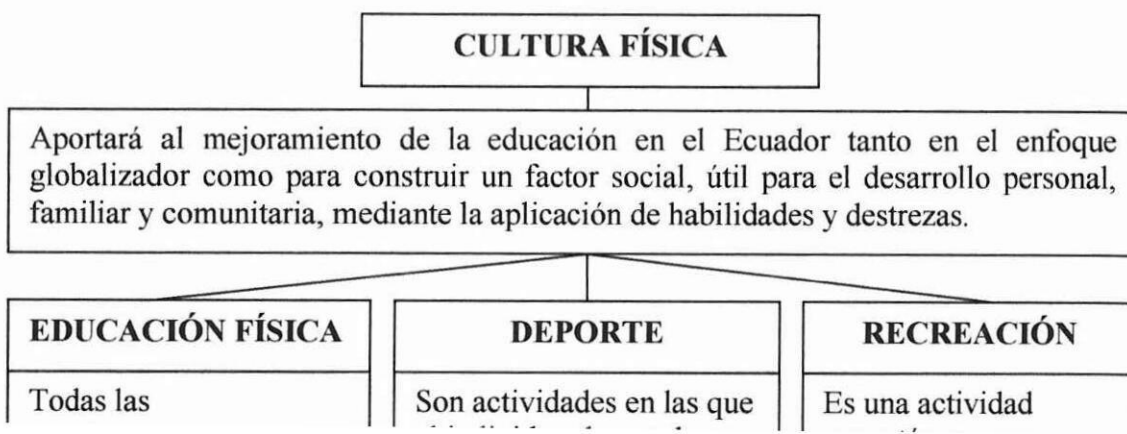 CULTURA FÍSICA
Aportará al mejoramiento de la educación en el Ecuador tanto en el enfoque
globalizador como para construir un factor social, útil para el desarrollo personal,
familiar y comunitaria, mediante la aplicación de habilidades y destrezas.
EDUCACIÓN FÍSICA
Todas las
DEPORTE
Son actividades en las que
RECREACIÓN
Es una actividad